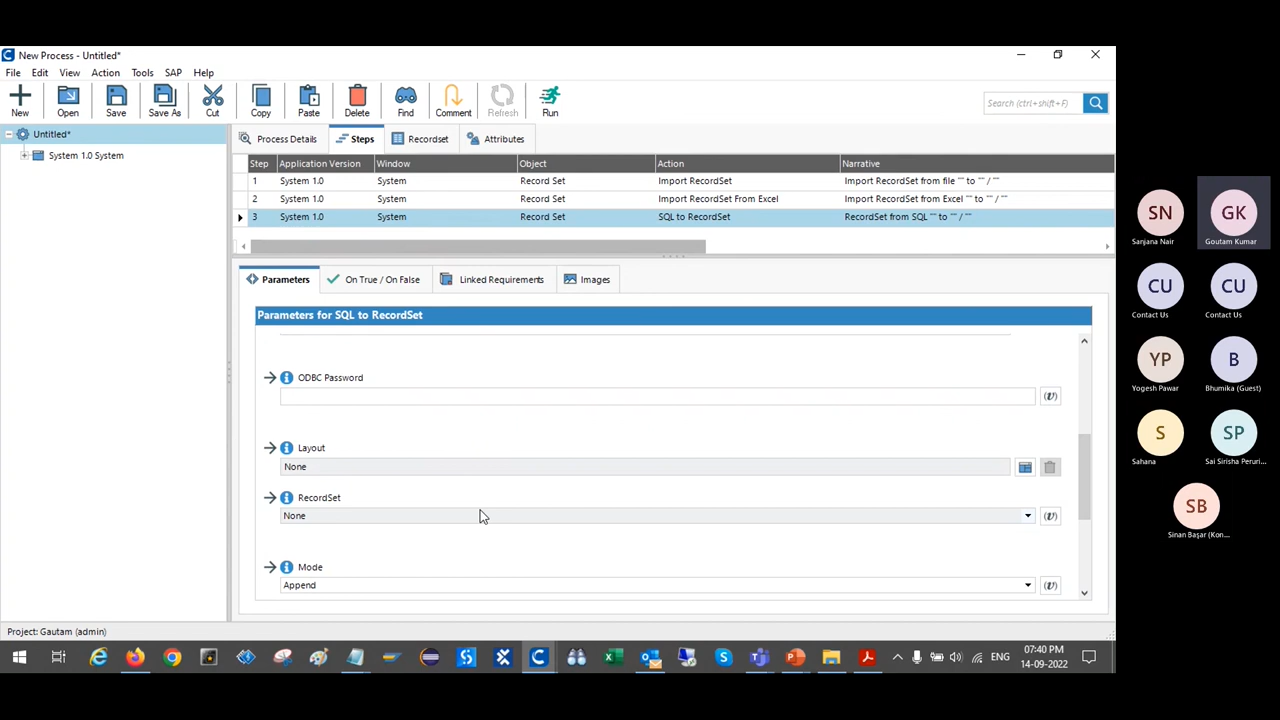 New Process - Untitled*
File Edit View Action Tools SAP Help
New Open Save Save As Cut Copy Paste Delete Find Comment Refresh Run
Search (ctrl+shift+F)
Untitled*
System 1.0 System
Process Details Steps Recordset Attributes
Step Application Version Window Object Action Narrative
1 System 1.0 System Record Set Import RecordSet Import RecordSet from file "" to "" / ""
2 System 1.0 System Record Set Import RecordSet From Excel Import RecordSet from Excel "" to "" / ""
3 System 1.0 System Record Set SQL to RecordSet RecordSet from SQL "" to "" / ""
Parameters On True / On False Linked Requirements Images
Parameters for SQL to RecordSet
ODBC Password
(v)
Layout
None
RecordSet
None (v)
Mode
Append (v)
Project: Gautam (admin)
ENG
07:40 PM
14-09-2022
SN GK
Sanjana Nair Goutam Kumar
CU CU
Contact Us Contact Us
YP B
Yogesh Pawar Bhumika (Guest)
S SP
Sahana Sai Sirisha Peruri...
SB
Sinan Başar (Kon...